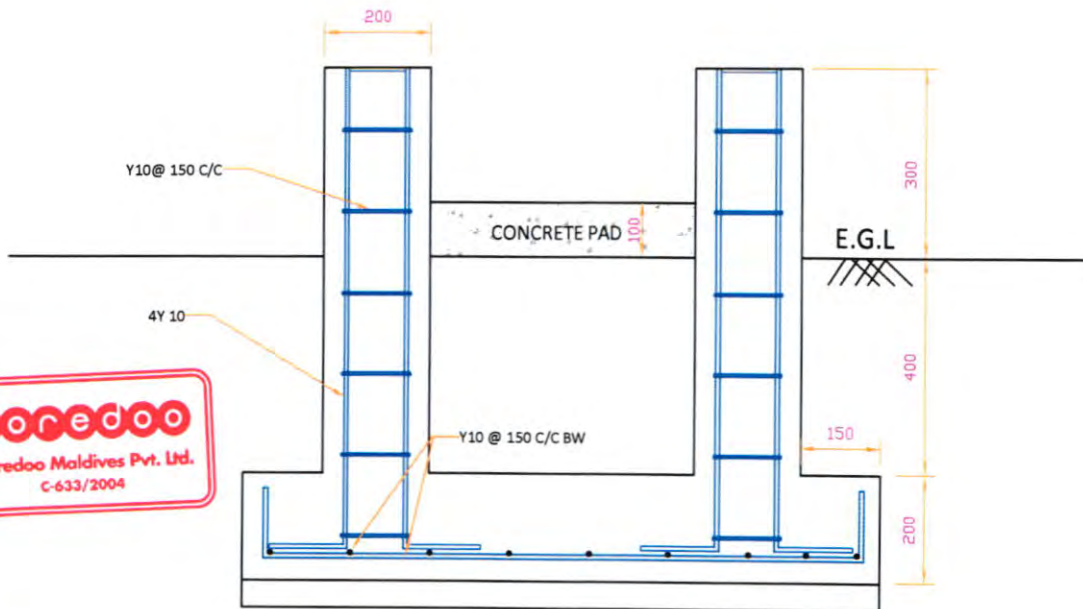 200
Y10@ 150 C/C
300
CONCRETE PAD
100
E.G.L
4Y 10
400
ooredoo
redoo Maldives Pvt. Ltd.
C-633/2004
Y10 @ 150 C/C BW
150
200